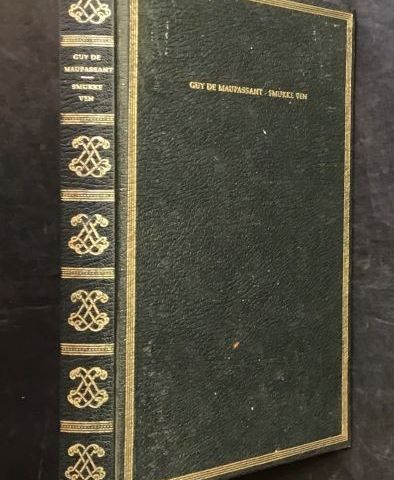 GUY DE
MAUPASSANT
SMUKKE
VEN
GUY DE MAUPASSANT · SMUKKE VEN